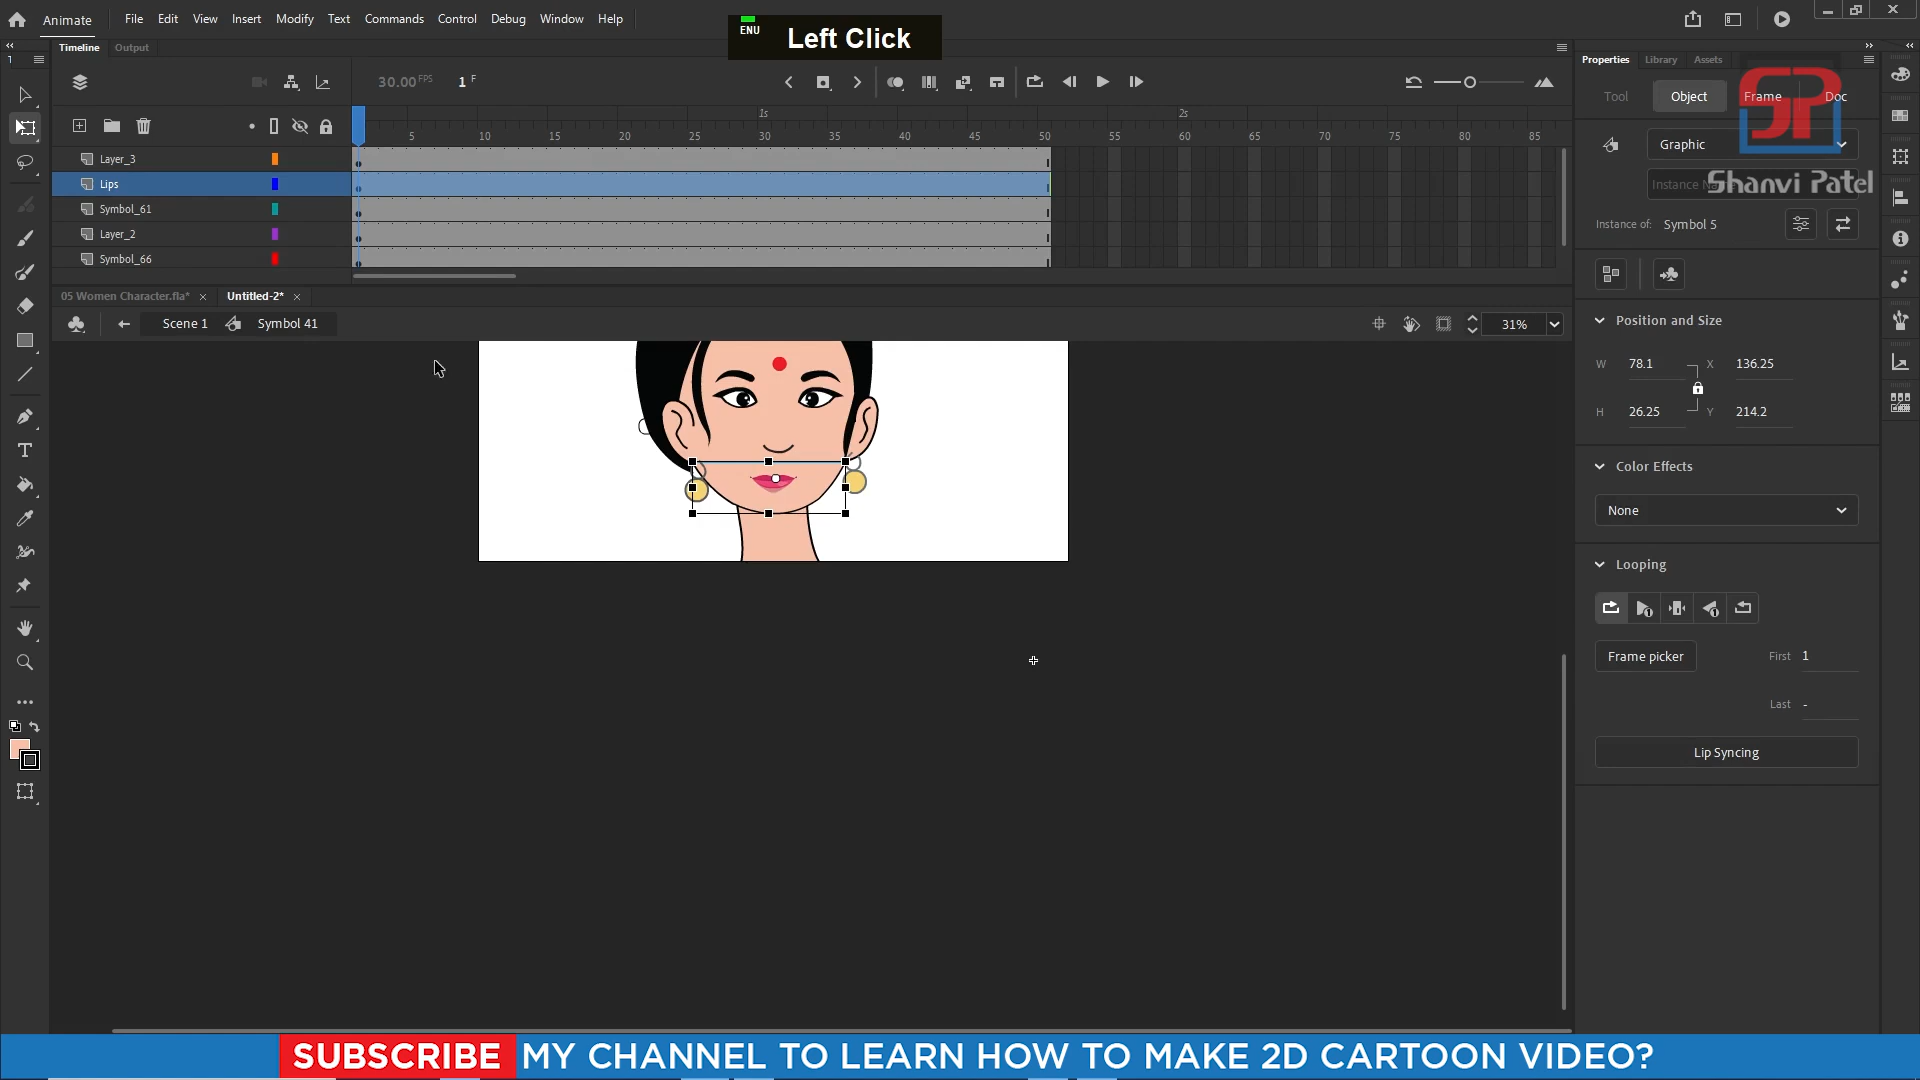 Animate File Edit View Insert Modify Text Commands Control Debug Window Help
ENU Left Click
1
Timeline Output
Properties Library Assets
30.00 FPS 1 F
Tool Object Frame Doc
SP
1s 2s
5 10 15 20 25 30 35 40 45 50 55 60 65 70 75 80 85
Graphic
Layer_3
Lips
Instance Na
Shanvi Patel
Symbol_61
Instance of: Symbol 5
Layer_2
Symbol_66
05 Women Character.fla* × Untitled-2* ×
Scene 1 Symbol 41 31%
Position and Size
W 78.1 X 136.25
H 26.25 Y 214.2
Color Effects
None
Looping
Frame picker First 1
Last -
Lip Syncing
SUBSCRIBE MY CHANNEL TO LEARN HOW TO MAKE 2D CARTOON VIDEO?